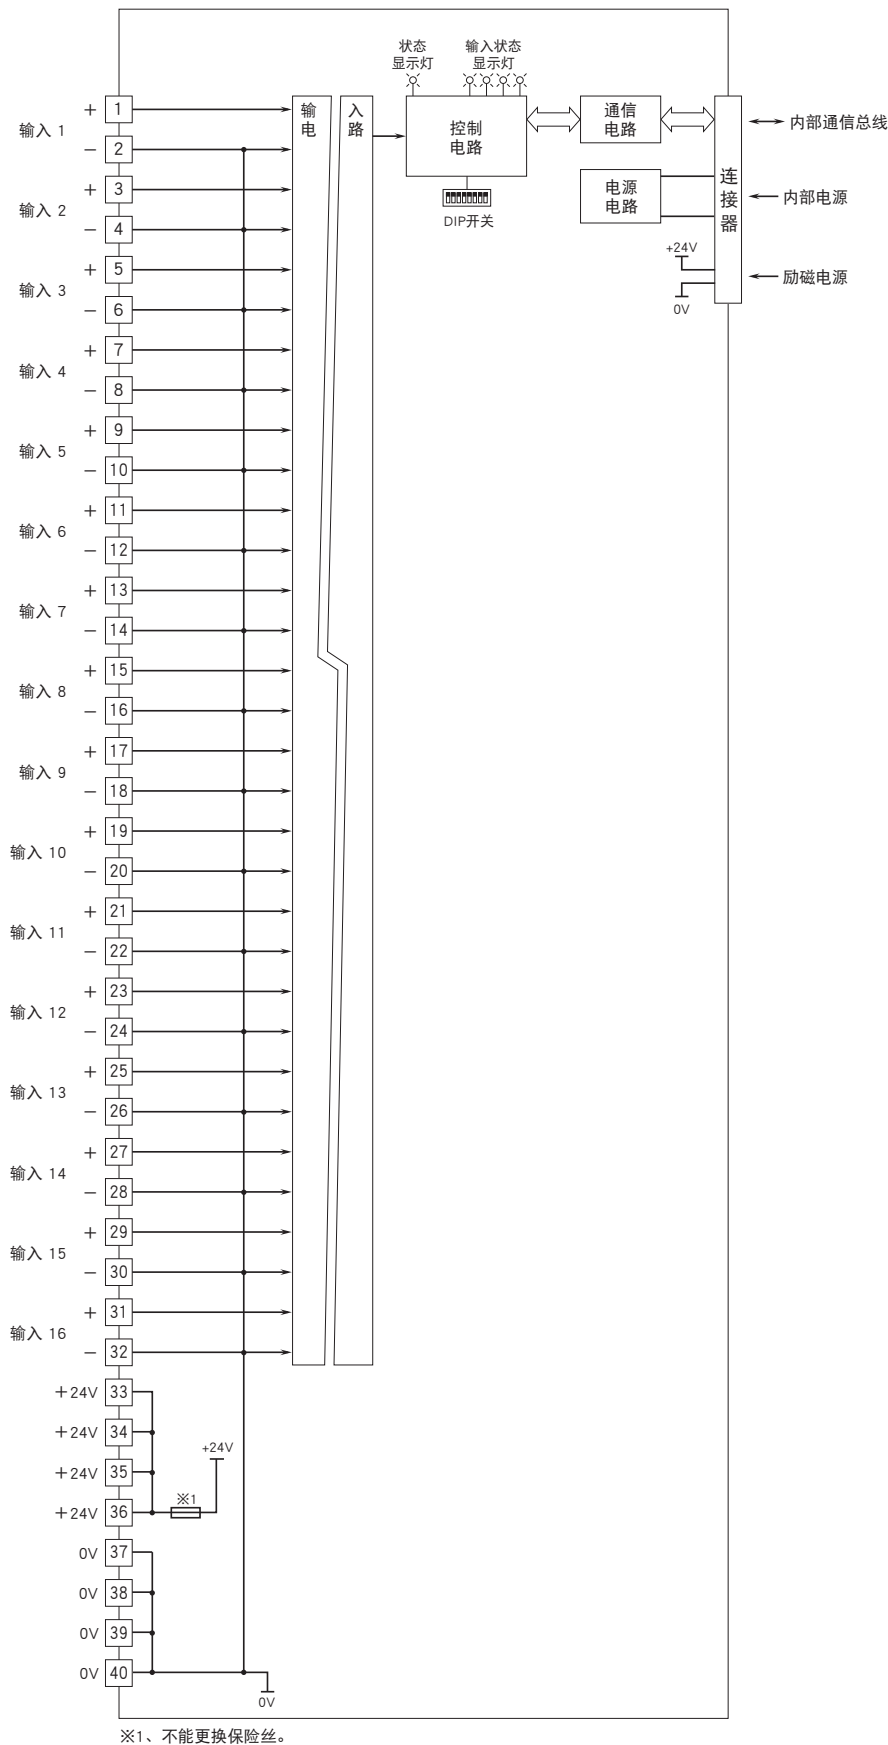 状态
显示灯
输入状态
显示灯
输 入
电 路
控制
电路
DIP开关
通信
电路
电源
电路
连
接
器
内部通信总线
内部电源
励磁电源
+24V
0V
+ 1
输入 1
− 2
+ 3
输入 2
− 4
+ 5
输入 3
− 6
+ 7
输入 4
− 8
+ 9
输入 5
− 10
+ 11
输入 6
− 12
+ 13
输入 7
− 14
+ 15
输入 8
− 16
+ 17
输入 9
− 18
+ 19
输入 10
− 20
+ 21
输入 11
− 22
+ 23
输入 12
− 24
+ 25
输入 13
− 26
+ 27
输入 14
− 28
+ 29
输入 15
− 30
+ 31
输入 16
− 32
+24V 33
+24V 34
+24V
+24V 35
※1
+24V 36
0V 37
0V 38
0V 39
0V 40
0V
※1、不能更换保险丝。